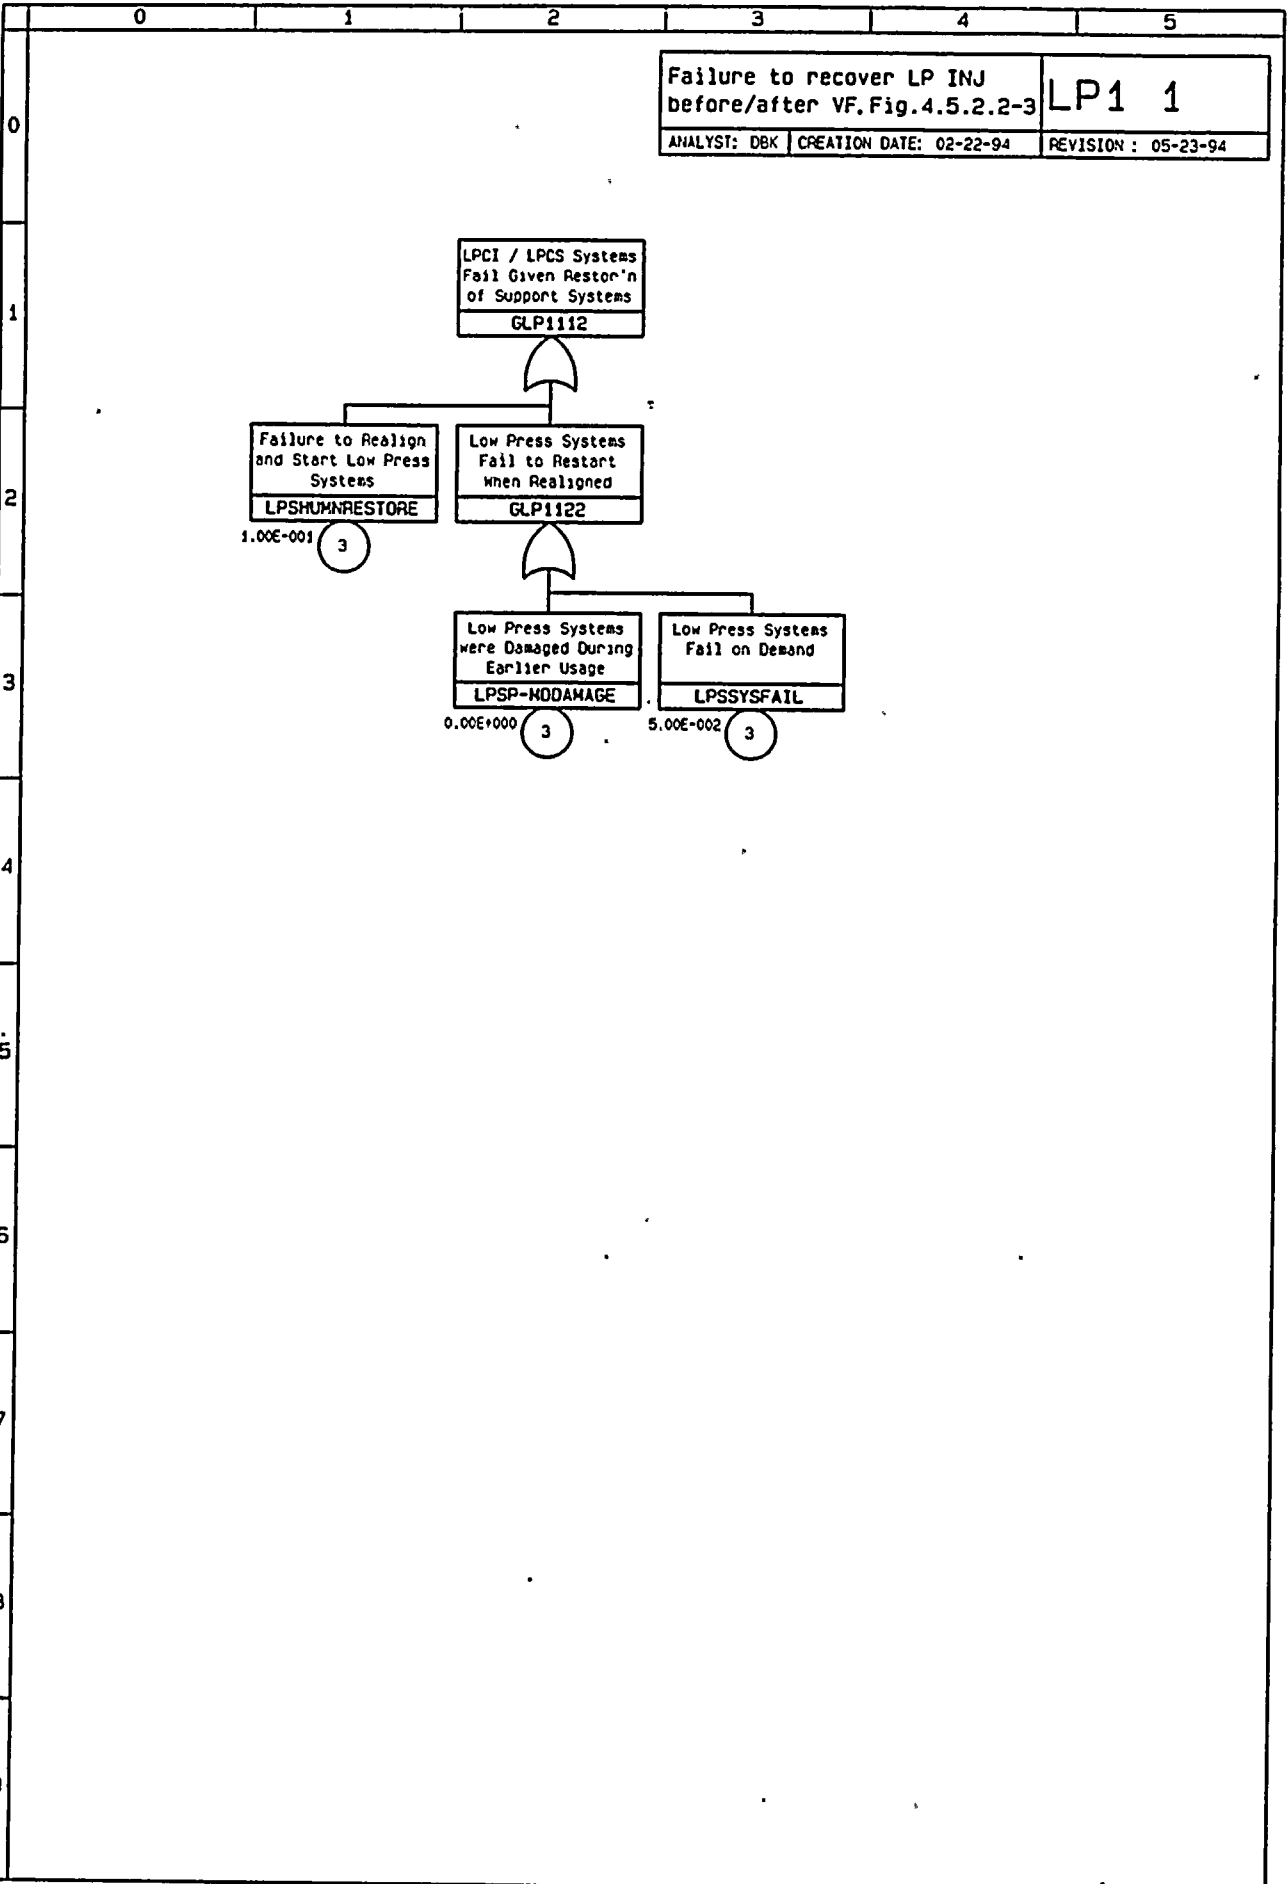 0 1 2 3 4 5
Failure to recover LP INJ
before/after VF.Fig.4.5.2.2-3
LP1 1
ANALYST: DBK CREATION DATE: 02-22-94 REVISION : 05-23-94
0
LPCI / LPCS Systems
Fail Given Restor'n
of Support Systems
GLP1112
1
Failure to Realign
and Start Low Press
Systems
LPSHUMNRESTORE
1.00E-001
3
Low Press Systems
Fail to Restart
When Realigned
GLP1122
2
Low Press Systems
were Damaged During
Earlier Usage
LPSP-NODAMAGE
0.00E+000
3
Low Press Systems
Fail on Demand
LPSSYSFAIL
5.00E-002
3
3
4
5
6
7